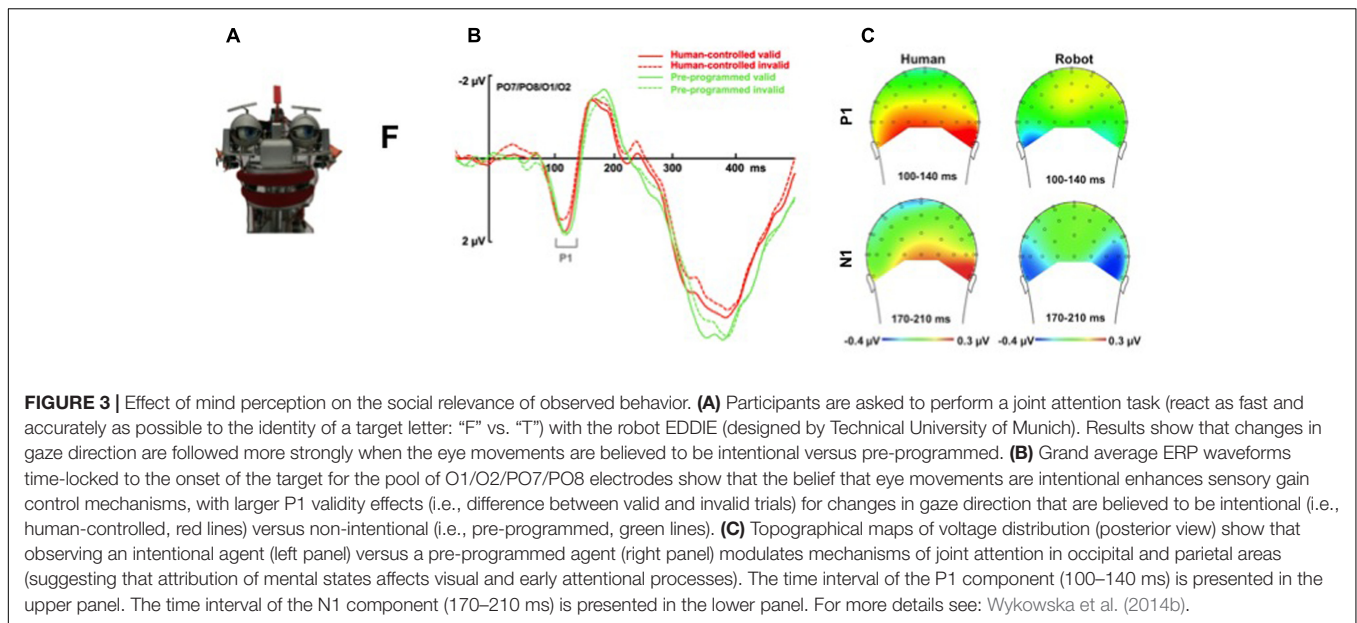 A
B
C
F
-2 µV
PO7/PO8/O1/O2
Human-controlled valid
Human-controlled invalid
Pre-programmed valid
Pre-programmed invalid
100
200
300
400 ms
2 µV
P1
Human
Robot
P1
100-140 ms
100-140 ms
N1
170-210 ms
170-210 ms
-0.4 µV
0.3 µV
-0.4 µV
0.3 µV
FIGURE 3 | Effect of mind perception on the social relevance of observed behavior. (A) Participants are asked to perform a joint attention task (react as fast and
accurately as possible to the identity of a target letter: “F” vs. “T”) with the robot EDDIE (designed by Technical University of Munich). Results show that changes in
gaze direction are followed more strongly when the eye movements are believed to be intentional versus pre-programmed. (B) Grand average ERP waveforms
time-locked to the onset of the target for the pool of O1/O2/PO7/PO8 electrodes show that the belief that eye movements are intentional enhances sensory gain
control mechanisms, with larger P1 validity effects (i.e., difference between valid and invalid trials) for changes in gaze direction that are believed to be intentional (i.e.,
human-controlled, red lines) versus non-intentional (i.e., pre-programmed, green lines). (C) Topographical maps of voltage distribution (posterior view) show that
observing an intentional agent (left panel) versus a pre-programmed agent (right panel) modulates mechanisms of joint attention in occipital and parietal areas
(suggesting that attribution of mental states affects visual and early attentional processes). The time interval of the P1 component (100–140 ms) is presented in the
upper panel. The time interval of the N1 component (170–210 ms) is presented in the lower panel. For more details see: Wykowska et al. (2014b).